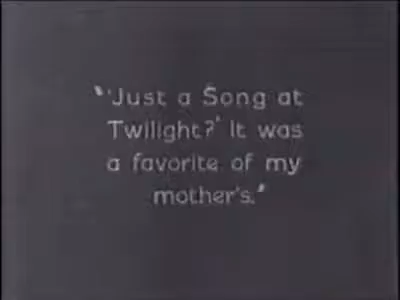 "'Just a Song at
Twilight?' It was
a favorite of my
mother's."